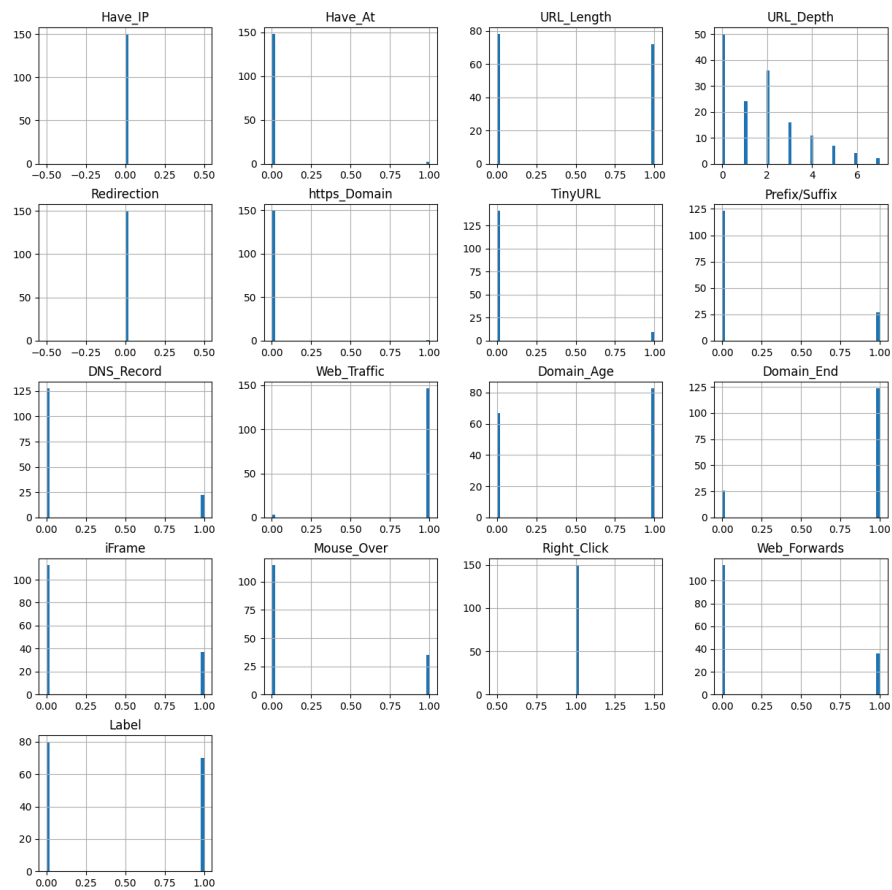 Have_IP Have_At URL_Length URL_Depth
150 100 50 0
−0.50 −0.25 0.00 0.25 0.50
150 100 50 0
0.00 0.25 0.50 0.75 1.00
80 60 40 20 0
0.00 0.25 0.50 0.75 1.00
50 40 30 20 10 0
0 2 4 6
Redirection https_Domain TinyURL Prefix/Suffix
150 100 50 0
−0.50 −0.25 0.00 0.25 0.50
150 100 50 0
0.00 0.25 0.50 0.75 1.00
125 100 75 50 25 0
0.00 0.25 0.50 0.75 1.00
125 100 75 50 25 0
0.00 0.25 0.50 0.75 1.00
DNS_Record Web_Traffic Domain_Age Domain_End
125 100 75 50 25 0
0.00 0.25 0.50 0.75 1.00
150 100 50 0
0.00 0.25 0.50 0.75 1.00
80 60 40 20 0
0.00 0.25 0.50 0.75 1.00
125 100 75 50 25 0
0.00 0.25 0.50 0.75 1.00
iFrame Mouse_Over Right_Click Web_Forwards
100 80 60 40 20 0
0.00 0.25 0.50 0.75 1.00
100 75 50 25 0
0.00 0.25 0.50 0.75 1.00
150 100 50 0
0.50 0.75 1.00 1.25 1.50
100 80 60 40 20 0
0.00 0.25 0.50 0.75 1.00
Label
80 60 40 20 0
0.00 0.25 0.50 0.75 1.00